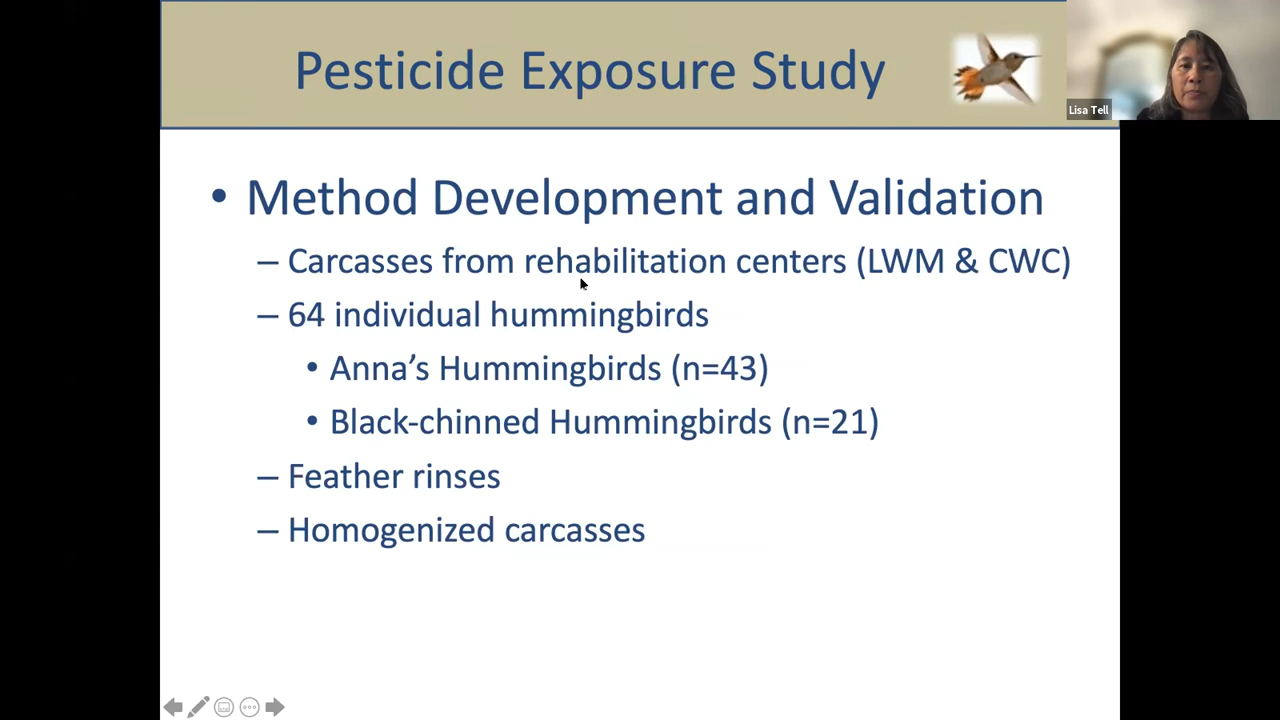 Pesticide Exposure Study
Lisa Tell
• Method Development and Validation
– Carcasses from rehabilitation centers (LWM & CWC)
– 64 individual hummingbirds
• Anna’s Hummingbirds (n=43)
• Black-chinned Hummingbirds (n=21)
– Feather rinses
– Homogenized carcasses